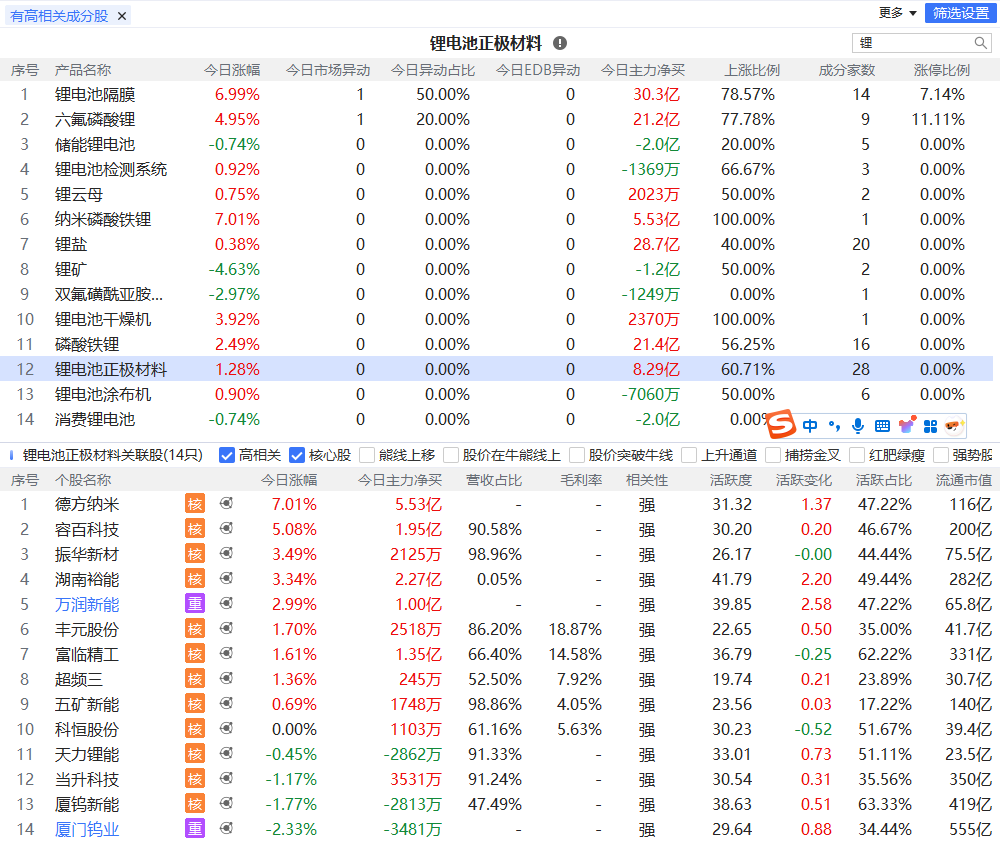 有高相关成分股 ×
更多 筛选设置
锂电池正极材料
锂
序号 产品名称 今日涨幅 今日市场异动 今日异动占比 今日EDB异动 今日主力净买 上涨比例 成分家数 涨停比例
1 锂电池隔膜 6.99% 1 50.00% 0 30.3亿 78.57% 14 7.14%
2 六氟磷酸锂 4.95% 1 20.00% 0 21.2亿 77.78% 9 11.11%
3 储能锂电池 -0.74% 0 0.00% 0 -2.0亿 20.00% 5 0.00%
4 锂电池检测系统 0.92% 0 0.00% 0 -1369万 66.67% 3 0.00%
5 锂云母 0.75% 0 0.00% 0 2023万 50.00% 2 0.00%
6 纳米磷酸铁锂 7.01% 0 0.00% 0 5.53亿 100.00% 1 0.00%
7 锂盐 0.38% 0 0.00% 0 28.7亿 40.00% 20 0.00%
8 锂矿 -4.63% 0 0.00% 0 -1.2亿 50.00% 2 0.00%
9 双氟磺酰亚胺... -2.97% 0 0.00% 0 -1249万 0.00% 1 0.00%
10 锂电池干燥机 3.92% 0 0.00% 0 2370万 100.00% 1 0.00%
11 磷酸铁锂 2.49% 0 0.00% 0 21.4亿 56.25% 16 0.00%
12 锂电池正极材料 1.28% 0 0.00% 0 8.29亿 60.71% 28 0.00%
13 锂电池涂布机 0.90% 0 0.00% 0 -7060万 50.00% 6 0.00%
14 消费锂电池 -0.74% 0 0.00% 0 -2.0亿 0.00%
S 中
锂电池正极材料关联股(14只) 高相关 核心股 熊线上移 股价在牛熊线上 股价突破牛线 上升通道 捕捞金叉 红肥绿瘦 强势股
序号 个股名称 今日涨幅 今日主力净买 营收占比 毛利率 相关性 活跃度 活跃变化 活跃占比 流通市值
1 德方纳米 核 7.01% 5.53亿 - - 强 31.32 1.37 47.22% 116亿
2 容百科技 核 5.08% 1.95亿 90.58% - 强 30.20 0.20 46.67% 200亿
3 振华新材 核 3.49% 2125万 98.96% - 强 26.17 -0.00 44.44% 75.5亿
4 湖南裕能 核 3.34% 2.27亿 0.05% - 强 41.79 2.20 49.44% 282亿
5 万润新能 重 2.99% 1.00亿 - - 强 39.85 2.58 47.22% 65.8亿
6 丰元股份 核 1.70% 2518万 86.20% 18.87% 强 22.65 0.50 35.00% 41.7亿
7 富临精工 核 1.61% 1.35亿 66.40% 14.58% 强 36.79 -0.25 62.22% 331亿
8 超频三 核 1.36% 245万 52.50% 7.92% 强 19.74 0.21 23.89% 30.7亿
9 五矿新能 核 0.69% 1748万 98.86% 4.05% 强 23.56 0.03 17.22% 140亿
10 科恒股份 核 0.00% 1103万 61.16% 5.63% 强 30.23 -0.52 51.67% 39.4亿
11 天力锂能 核 -0.45% -2862万 91.33% - 强 33.01 0.73 51.11% 23.5亿
12 当升科技 核 -1.17% 3531万 91.24% - 强 30.54 0.31 35.56% 350亿
13 厦钨新能 核 -1.77% -2813万 47.49% - 强 38.63 0.51 63.33% 419亿
14 厦门钨业 重 -2.33% -3481万 - - 强 29.64 0.88 34.44% 555亿